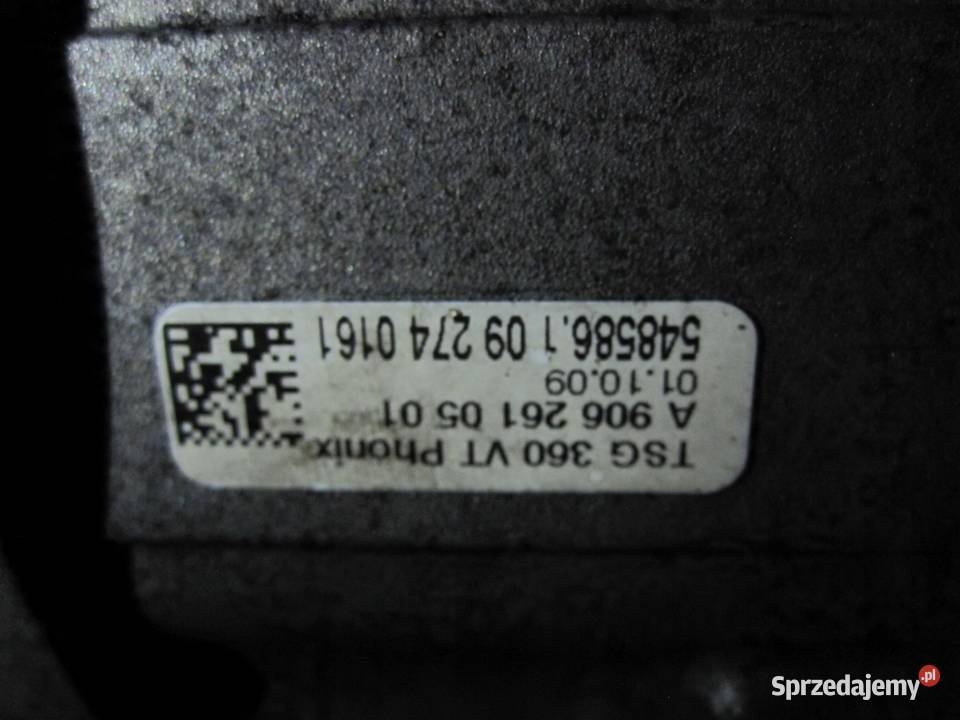 TSG 360 VT Phonix
A 906 261 05 01
01.10.09
548586.1 09 274 0161
Sprzedajemy.pl